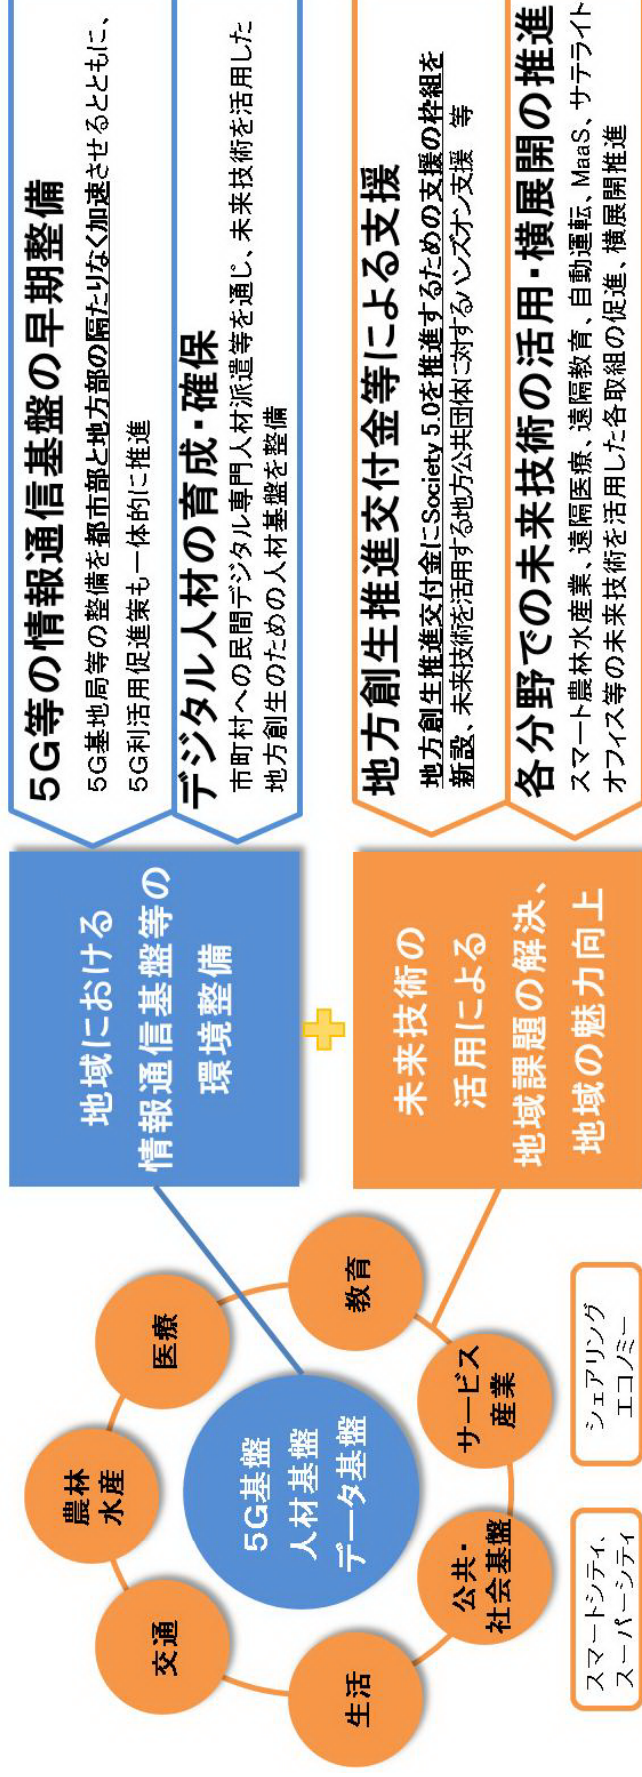 農林
水産
医療
交通
教育
5G基盤
人材基盤
データ基盤
生活
サービス
産業
公共・
社会基盤
スマートシティ、
スーパーシティ
シェアリング
エコノミー
地域における
情報通信基盤等の
環境整備
未来技術の
活用による
地域課題の解決、
地域の魅力向上
5G等の情報通信基盤の早期整備
5G基地局等の整備を都市部と地方部の隔たりなく加速させるとともに、
5G利活用促進策も一体的に推進
デジタル人材の育成・確保
市町村への民間デジタル専門人材派遣等を通じ、未来技術を活用した
地方創生のための人材基盤を整備
地方創生推進交付金等による支援
地方創生推進交付金にSociety 5.0を推進するための支援の枠組を
新設、未来技術を活用する地方公共団体に対するハンズオン支援 等
各分野での未来技術の活用・横展開の推進
スマート農林水産業、遠隔医療、遠隔教育、自動運転、MaaS、サテライト
オフィス等の未来技術を活用した各取組の促進、横展開推進